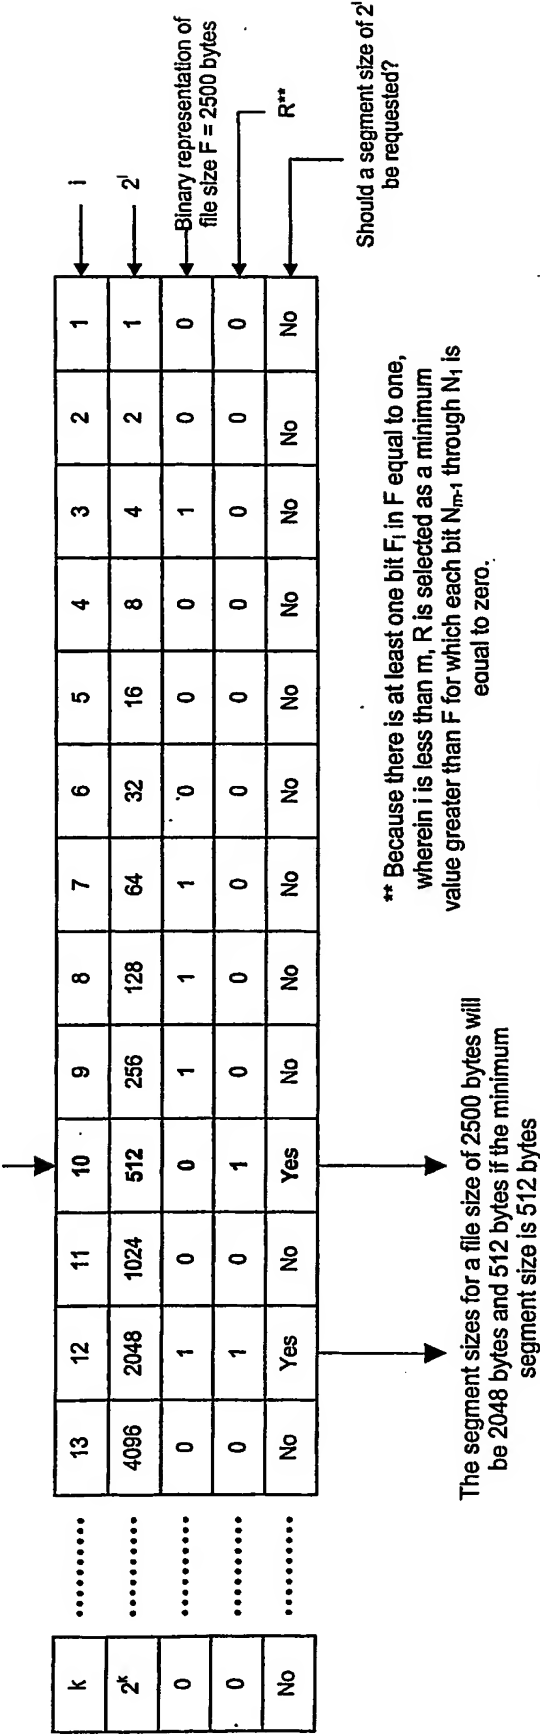 k .......... 13 12 11 10 9 8 7 6 5 4 3 2 1 i
2^k .......... 4096 2048 1024 512 256 128 64 32 16 8 4 2 1 2^i
0 .......... 0 1 0 0 1 1 1 0 0 0 1 0 0 Binary representation of
file size F = 2500 bytes
0 .......... 0 1 0 1 0 0 0 0 0 0 0 0 0 R**
No .......... No Yes No Yes No No No No No No No No No
Should a segment size of 2^i
be requested?
The segment sizes for a file size of 2500 bytes will
be 2048 bytes and 512 bytes if the minimum
segment size is 512 bytes
** Because there is at least one bit Fi in F equal to one,
wherein i is less than m, R is selected as a minimum
value greater than F for which each bit Nm-1 through N1 is
equal to zero.